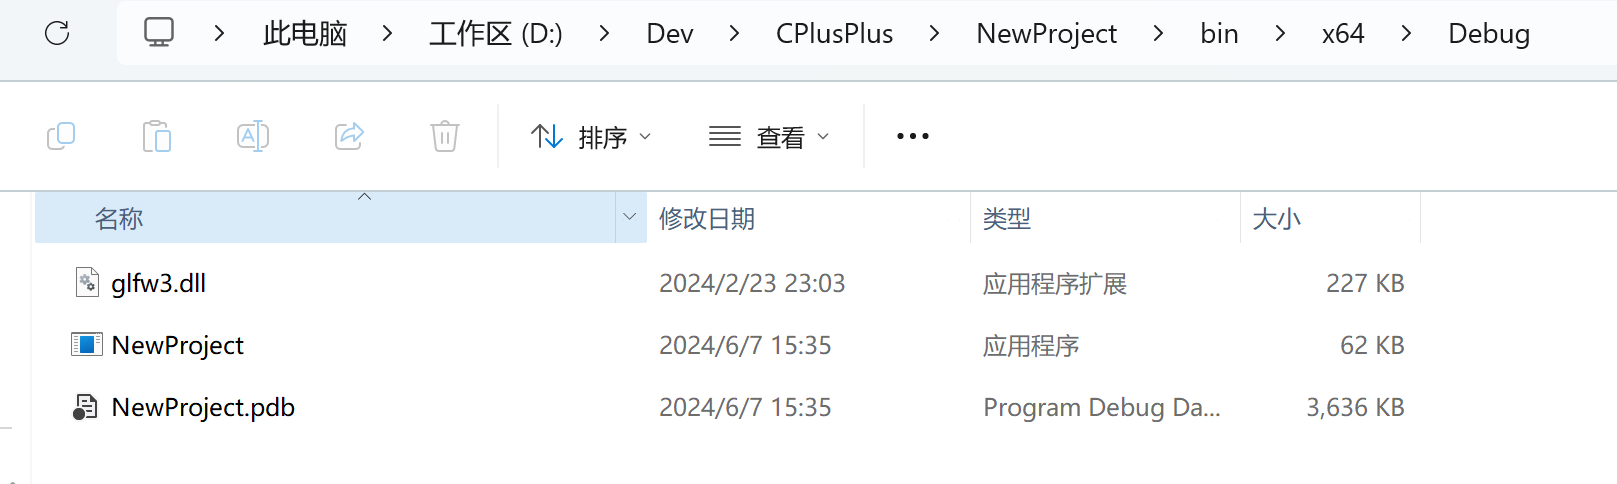 此电脑 > 工作区 (D:) > Dev > CPlusPlus > NewProject > bin > x64 > Debug
排序 查看
名称 修改日期 类型 大小
glfw3.dll 2024/2/23 23:03 应用程序扩展 227 KB
NewProject 2024/6/7 15:35 应用程序 62 KB
NewProject.pdb 2024/6/7 15:35 Program Debug Da... 3,636 KB